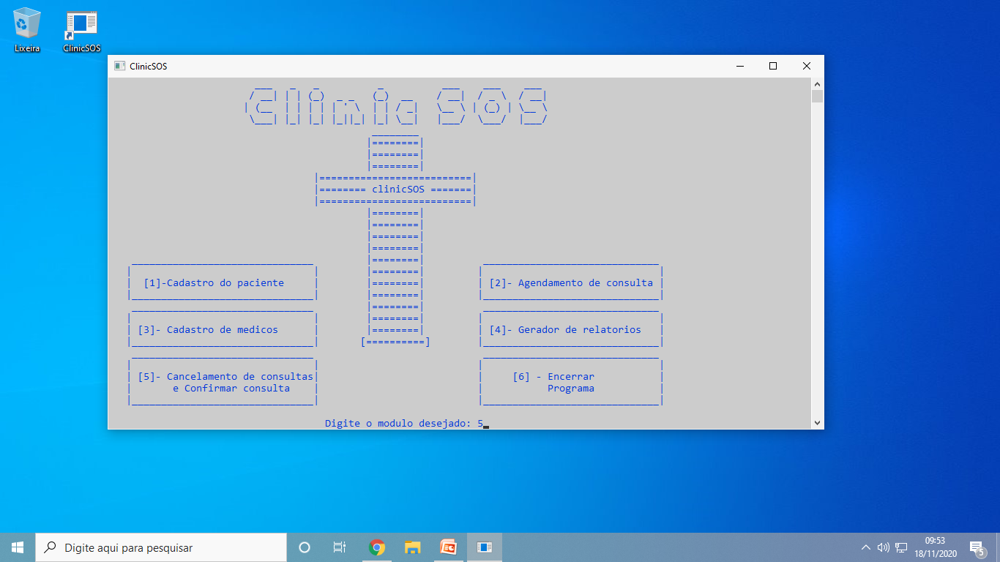 Lixeira
ClinicSOS
ClinicSOS
Clinic SOS
clinicSOS
[1]-Cadastro do paciente
[2]- Agendamento de consulta
[3]- Cadastro de medicos
[4]- Gerador de relatorios
[5]- Cancelamento de consultas
e Confirmar consulta
[6] - Encerrar
Programa
Digite o modulo desejado: 5
Digite aqui para pesquisar
09:53
18/11/2020
5